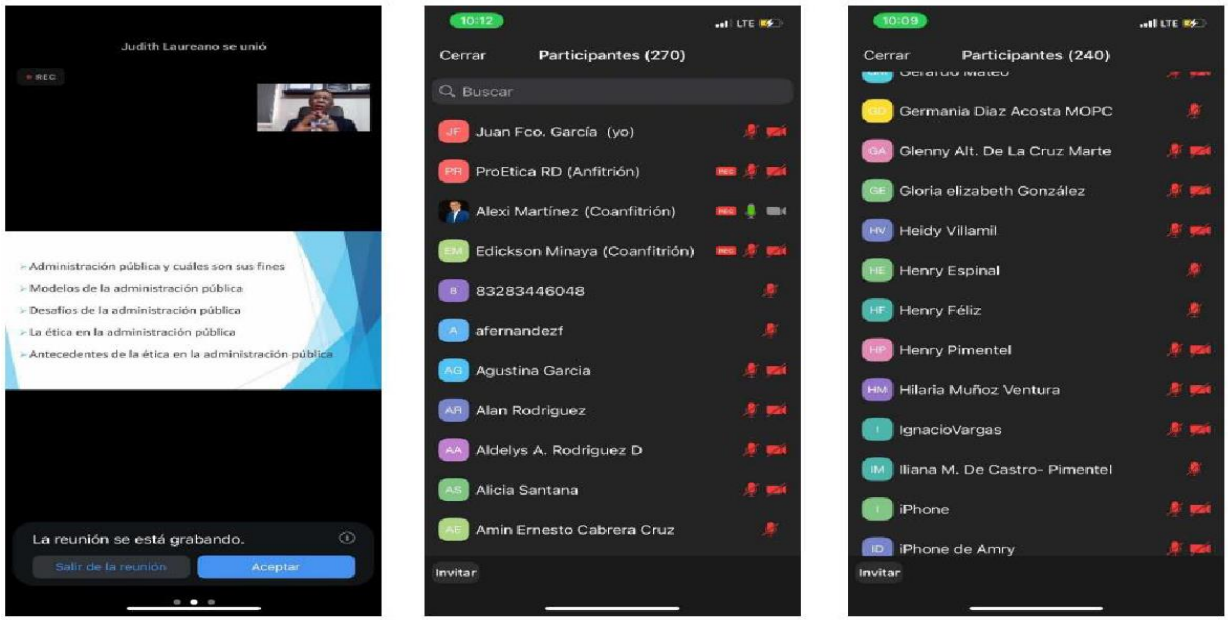 Judith Laureano se unió
REC
Administración pública y cuáles son sus fines
Modelos de la administración pública
Desafíos de la administración pública
La ética en la administración pública
Antecedentes de la ética en la administración pública
La reunión se está grabando.
Salir de la reunión
Aceptar
10:12
LTE
Cerrar
Participantes (270)
Buscar
JF Juan Fco. García (yo)
PR ProEtica RD (Anfitrión) REC
Alexi Martínez (Coanfitrión) REC
EM Edickson Minaya (Coanfitrión) REC
8 83283446048
A afernandezf
AG Agustina Garcia
AR Alan Rodriguez
AA Aldelys A. Rodriguez D
AS Alicia Santana
AE Amin Ernesto Cabrera Cruz
Invitar
10:09
LTE
Cerrar
Participantes (240)
Gerardo Mateo
GD Germania Diaz Acosta MOPC
GA Glenny Alt. De La Cruz Marte
GE Gloria elizabeth González
HV Heidy Villamil
HE Henry Espinal
HF Henry Féliz
HP Henry Pimentel
HM Hilaria Muñoz Ventura
I IgnacioVargas
IM Iliana M. De Castro- Pimentel
I iPhone
ID iPhone de Amry
Invitar